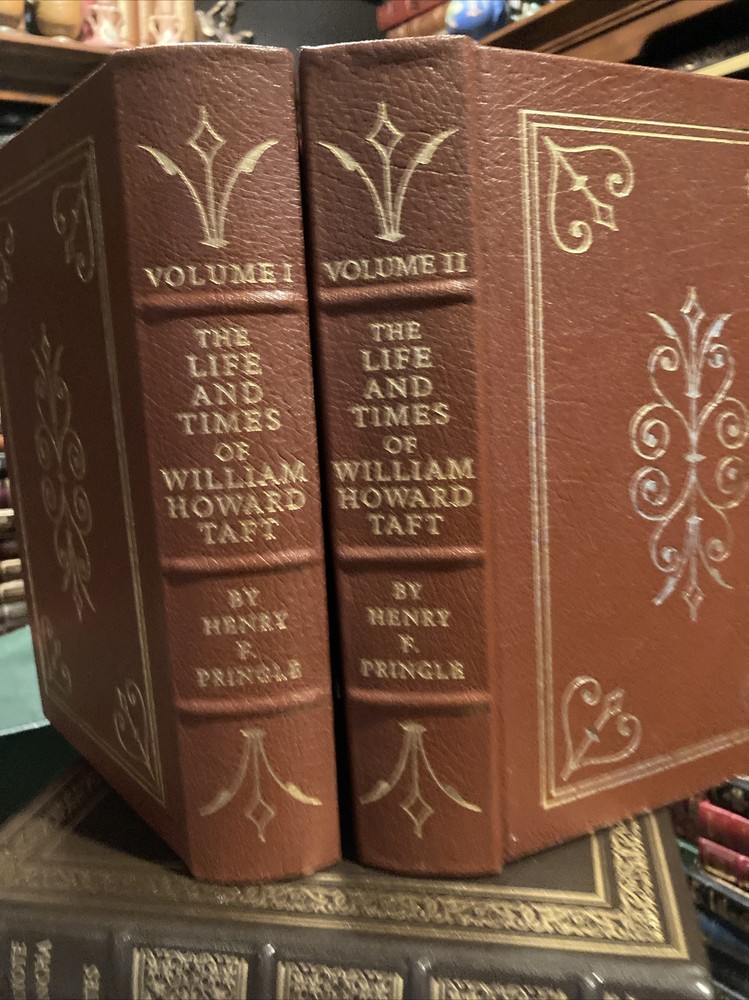 VOLUME I
THE
LIFE
AND
TIMES
OF
WILLIAM
HOWARD
TAFT
BY
HENRY
F.
PRINGLE
VOLUME II
THE
LIFE
AND
TIMES
OF
WILLIAM
HOWARD
TAFT
BY
HENRY
F.
PRINGLE